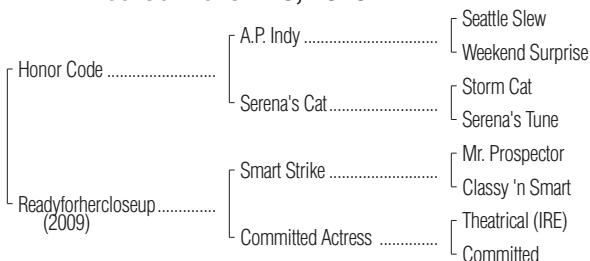 Seattle Slew
A.P. Indy ..............................
Weekend Surprise
Honor Code ........................
Storm Cat
Serena's Cat........................
Serena's Tune
Mr. Prospector
Smart Strike ........................
Classy 'n Smart
Readyforhercloseup.............
(2009)
Theatrical (IRE)
Committed Actress .............
Committed